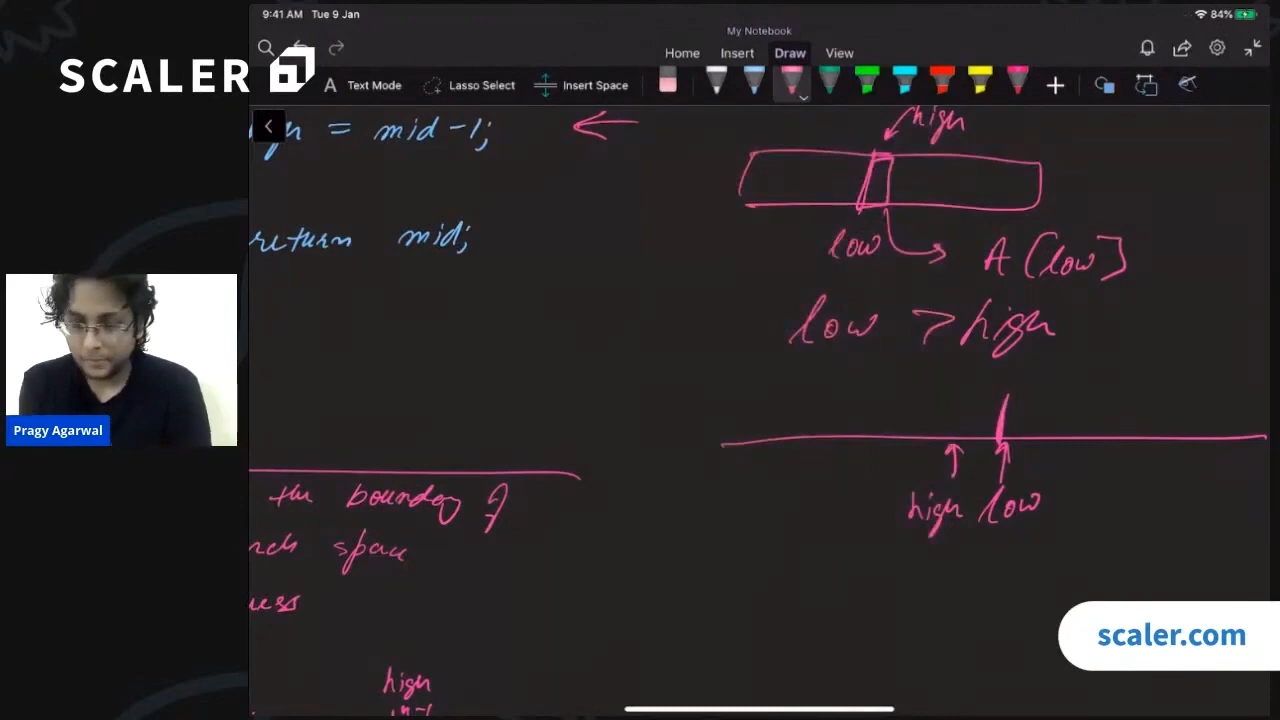 9:41 AM Tue 9 Jan
84%
My Notebook
SCALER
Home Insert Draw View
A Text Mode Lasso Select Insert Space
= mid-1;
high
return mid;
low
A[low]
low > high
Pragy Agarwal
the boundary of
high low
space
scaler.com
high
n-1